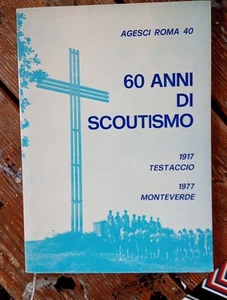 AGESCI ROMA 40
60 ANNI
DI
SCOUTISMO
1917
TESTACCIO
1977
MONTEVERDE